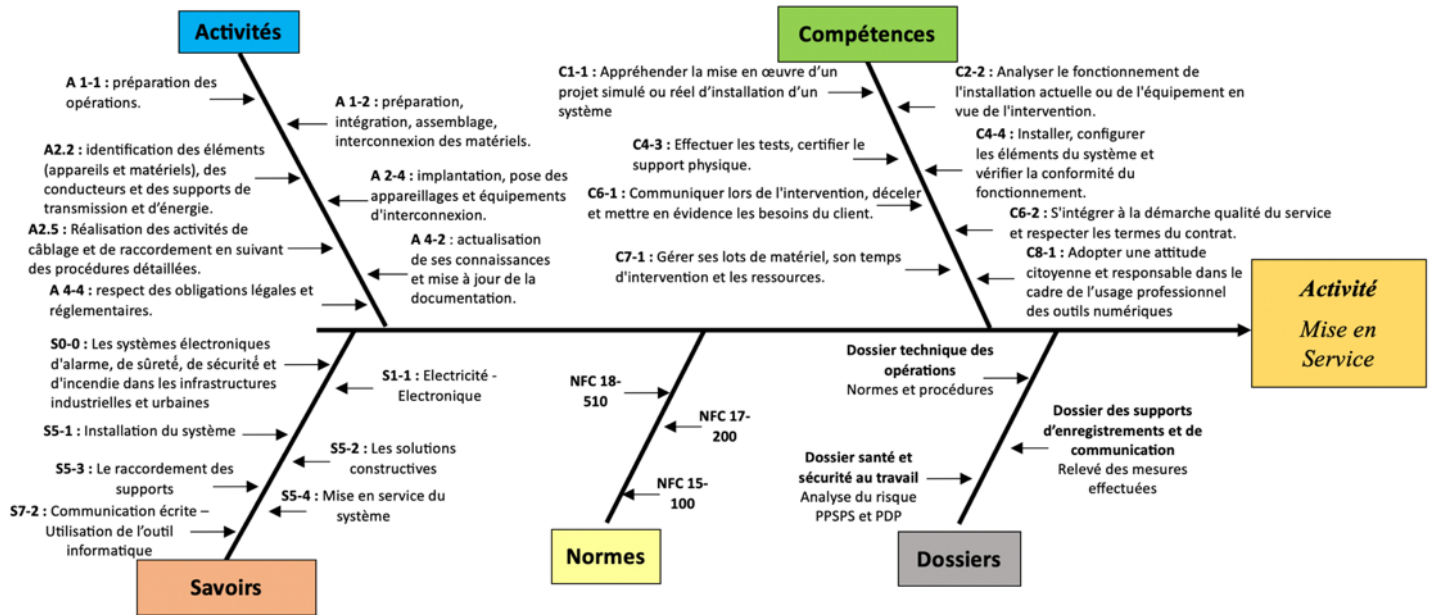 Activités
A 1-1 : préparation des
opérations.
A 1-2 : préparation,
intégration, assemblage,
interconnexion des matériels.
A2.2 : identification des éléments
(appareils et matériels), des
conducteurs et des supports de
transmission et d’énergie.
A 2-4 : implantation, pose des
appareillages et équipements
d'interconnexion.
A2.5 : Réalisation des activités de
câblage et de raccordement en suivant
des procédures détaillées.
A 4-2 : actualisation
de ses connaissances
et mise à jour de la
documentation.
A 4-4 : respect des obligations légales et
réglementaires.
Compétences
C1-1 : Appréhender la mise en œuvre d’un
projet simulé ou réel d’installation d’un
système
C2-2 : Analyser le fonctionnement de
l'installation actuelle ou de l'équipement en
vue de l'intervention.
C4-3 : Effectuer les tests, certifier le
support physique.
C4-4 : Installer, configurer
les éléments du système et
vérifier la conformité du
fonctionnement.
C6-1 : Communiquer lors de l'intervention, déceler
et mettre en évidence les besoins du client.
C6-2 : S'intégrer à la démarche qualité du service
et respecter les termes du contrat.
C7-1 : Gérer ses lots de matériel, son temps
d'intervention et les ressources.
C8-1 : Adopter une attitude
citoyenne et responsable dans le
cadre de l’usage professionnel
des outils numériques
Activité
Mise en
Service
S0-0 : Les systèmes électroniques
d'alarme, de sûreté, de sécurité et
d'incendie dans les infrastructures
industrielles et urbaines
S1-1 : Electricité -
Electronique
S5-1 : Installation du système
S5-2 : Les solutions
constructives
S5-3 : Le raccordement des
supports
S5-4 : Mise en service du
système
S7-2 : Communication écrite –
Utilisation de l’outil
informatique
Savoirs
NFC 18-
510
NFC 17-
200
NFC 15-
100
Normes
Dossier technique des
opérations
Normes et procédures
Dossier des supports
d’enregistrements et de
communication
Relevé des mesures
effectuées
Dossier santé et
sécurité au travail
Analyse du risque
PPSPS et PDP
Dossiers